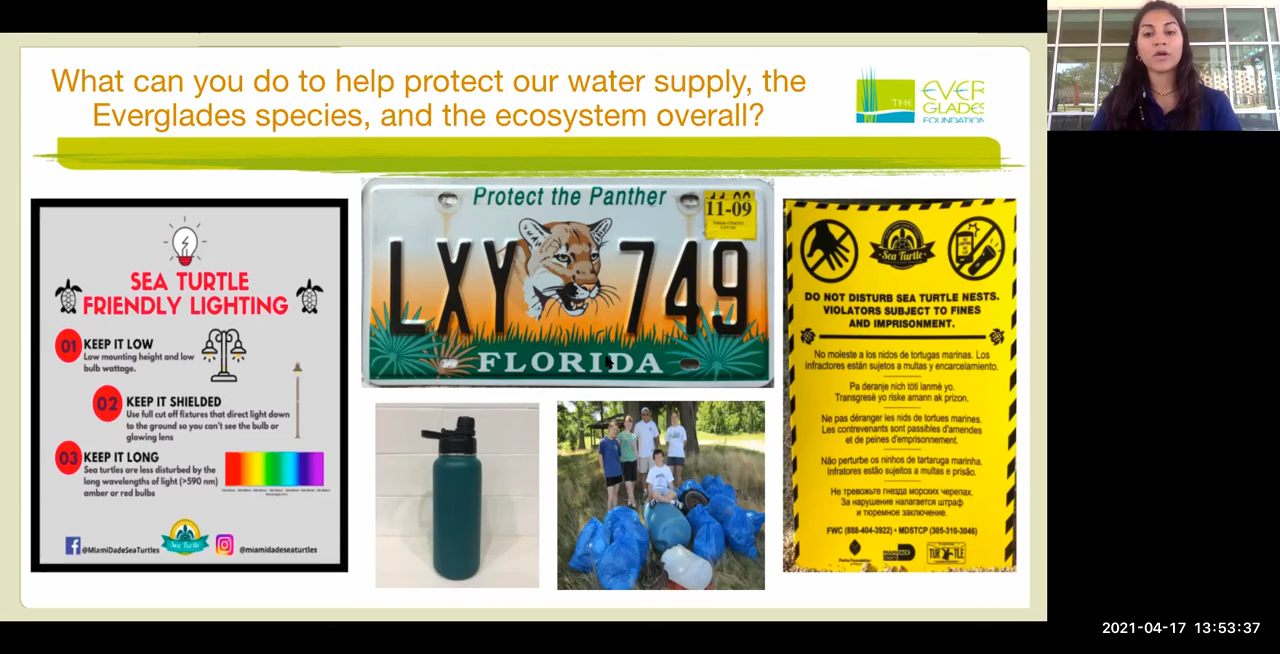 What can you do to help protect our water supply, the
Everglades species, and the ecosystem overall?
THE
EVER
GLADES
FOUNDATION
SEA TURTLE
FRIENDLY LIGHTING
01
KEEP IT LOW
Low mounting height and low
bulb wattage.
02
KEEP IT SHIELDED
Use full cut off fixtures that direct light down
to the ground so you can't see the bulb or
glowing lens
03
KEEP IT LONG
Sea turtles are less disturbed by the
long wavelengths of light (>590 nm)
amber or red bulbs
@MiamiDadeSeaTurtles
Sea Turtle
@miamidadeseaturtles
Protect the Panther
11-09
LXY 749
FLORIDA
Sea Turtle
DO NOT DISTURB SEA TURTLE NESTS.
VIOLATORS SUBJECT TO FINES
AND IMPRISONMENT.
No moleste a los nidos de tortugas marinas. Los
infractores están sujetos a multas y encarcelamiento.
Pa deranje nich tòti lanmè yo.
Transgresè yo riske amann ak prizon.
Ne pas déranger les nids de tortues marines.
Les contrevenants sont passibles d'amendes
et de peines d'emprisonnement.
Não perturbe os ninhos de tartaruga marinha.
Infratores estão sujeitos a multas e prisão.
Не тревожьте гнезда морских черепах.
За нарушение налагается штраф
и тюремное заключение.
FWC (888-404-3922) • MDSTCP (305-310-3046)
2021-04-17 13:53:37